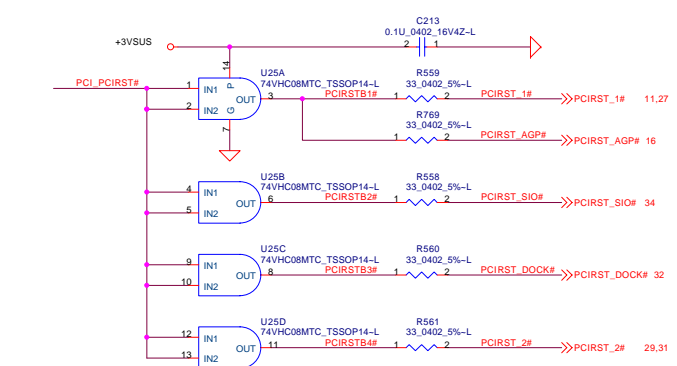 C213
0.1U_0402_16V4Z~L
+3VSUS
2 1
14
PCI_PCIRST#
U25A
74VHC08MTC_TSSOP14~L
R559
33_0402_5%~L
1 IN1 P OUT 3 PCIRSTB1# 1 2 PCIRST_1# PCIRST_1# 11,27
2 IN2 G
7
R769
33_0402_5%~L
1 2 PCIRST_AGP# PCIRST_AGP# 16
U25B
74VHC08MTC_TSSOP14~L
R558
33_0402_5%~L
4 IN1
5 IN2 OUT 6 PCIRSTB2# 1 2 PCIRST_SIO# PCIRST_SIO# 34
U25C
74VHC08MTC_TSSOP14~L
R560
33_0402_5%~L
9 IN1
10 IN2 OUT 8 PCIRSTB3# 1 2 PCIRST_DOCK# PCIRST_DOCK# 32
U25D
74VHC08MTC_TSSOP14~L
R561
33_0402_5%~L
12 IN1
13 IN2 OUT 11 PCIRSTB4# 1 2 PCIRST_2# PCIRST_2# 29,31